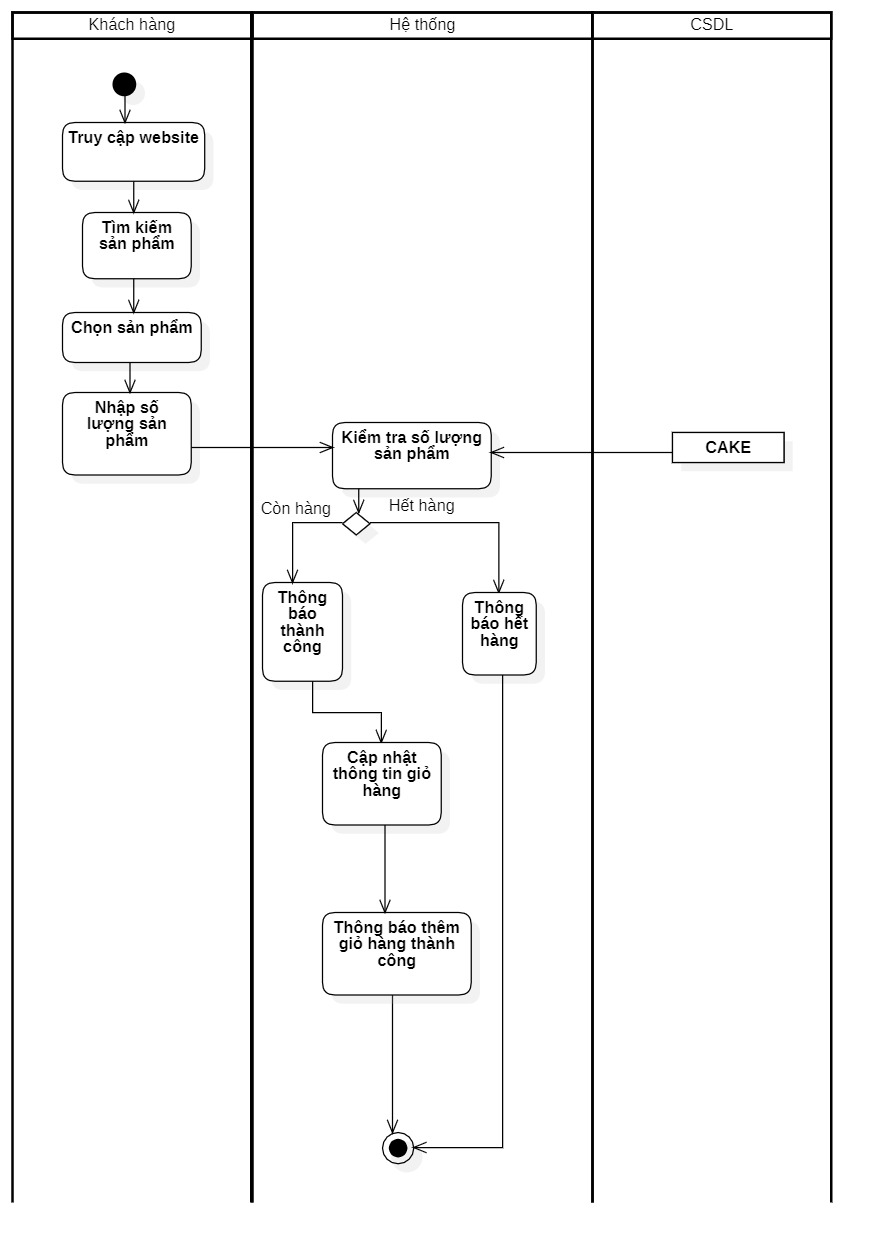 Khách hàng
Hệ thống
CSDL
Truy cập website
Tìm kiếm
sản phẩm
Chọn sản phẩm
Nhập số
lượng sản
phẩm
Kiểm tra số lượng
sản phẩm
CAKE
Còn hàng
Hết hàng
Thông
báo
thành
công
Thông
báo hết
hàng
Cập nhật
thông tin giỏ
hàng
Thông báo thêm
giỏ hàng thành
công